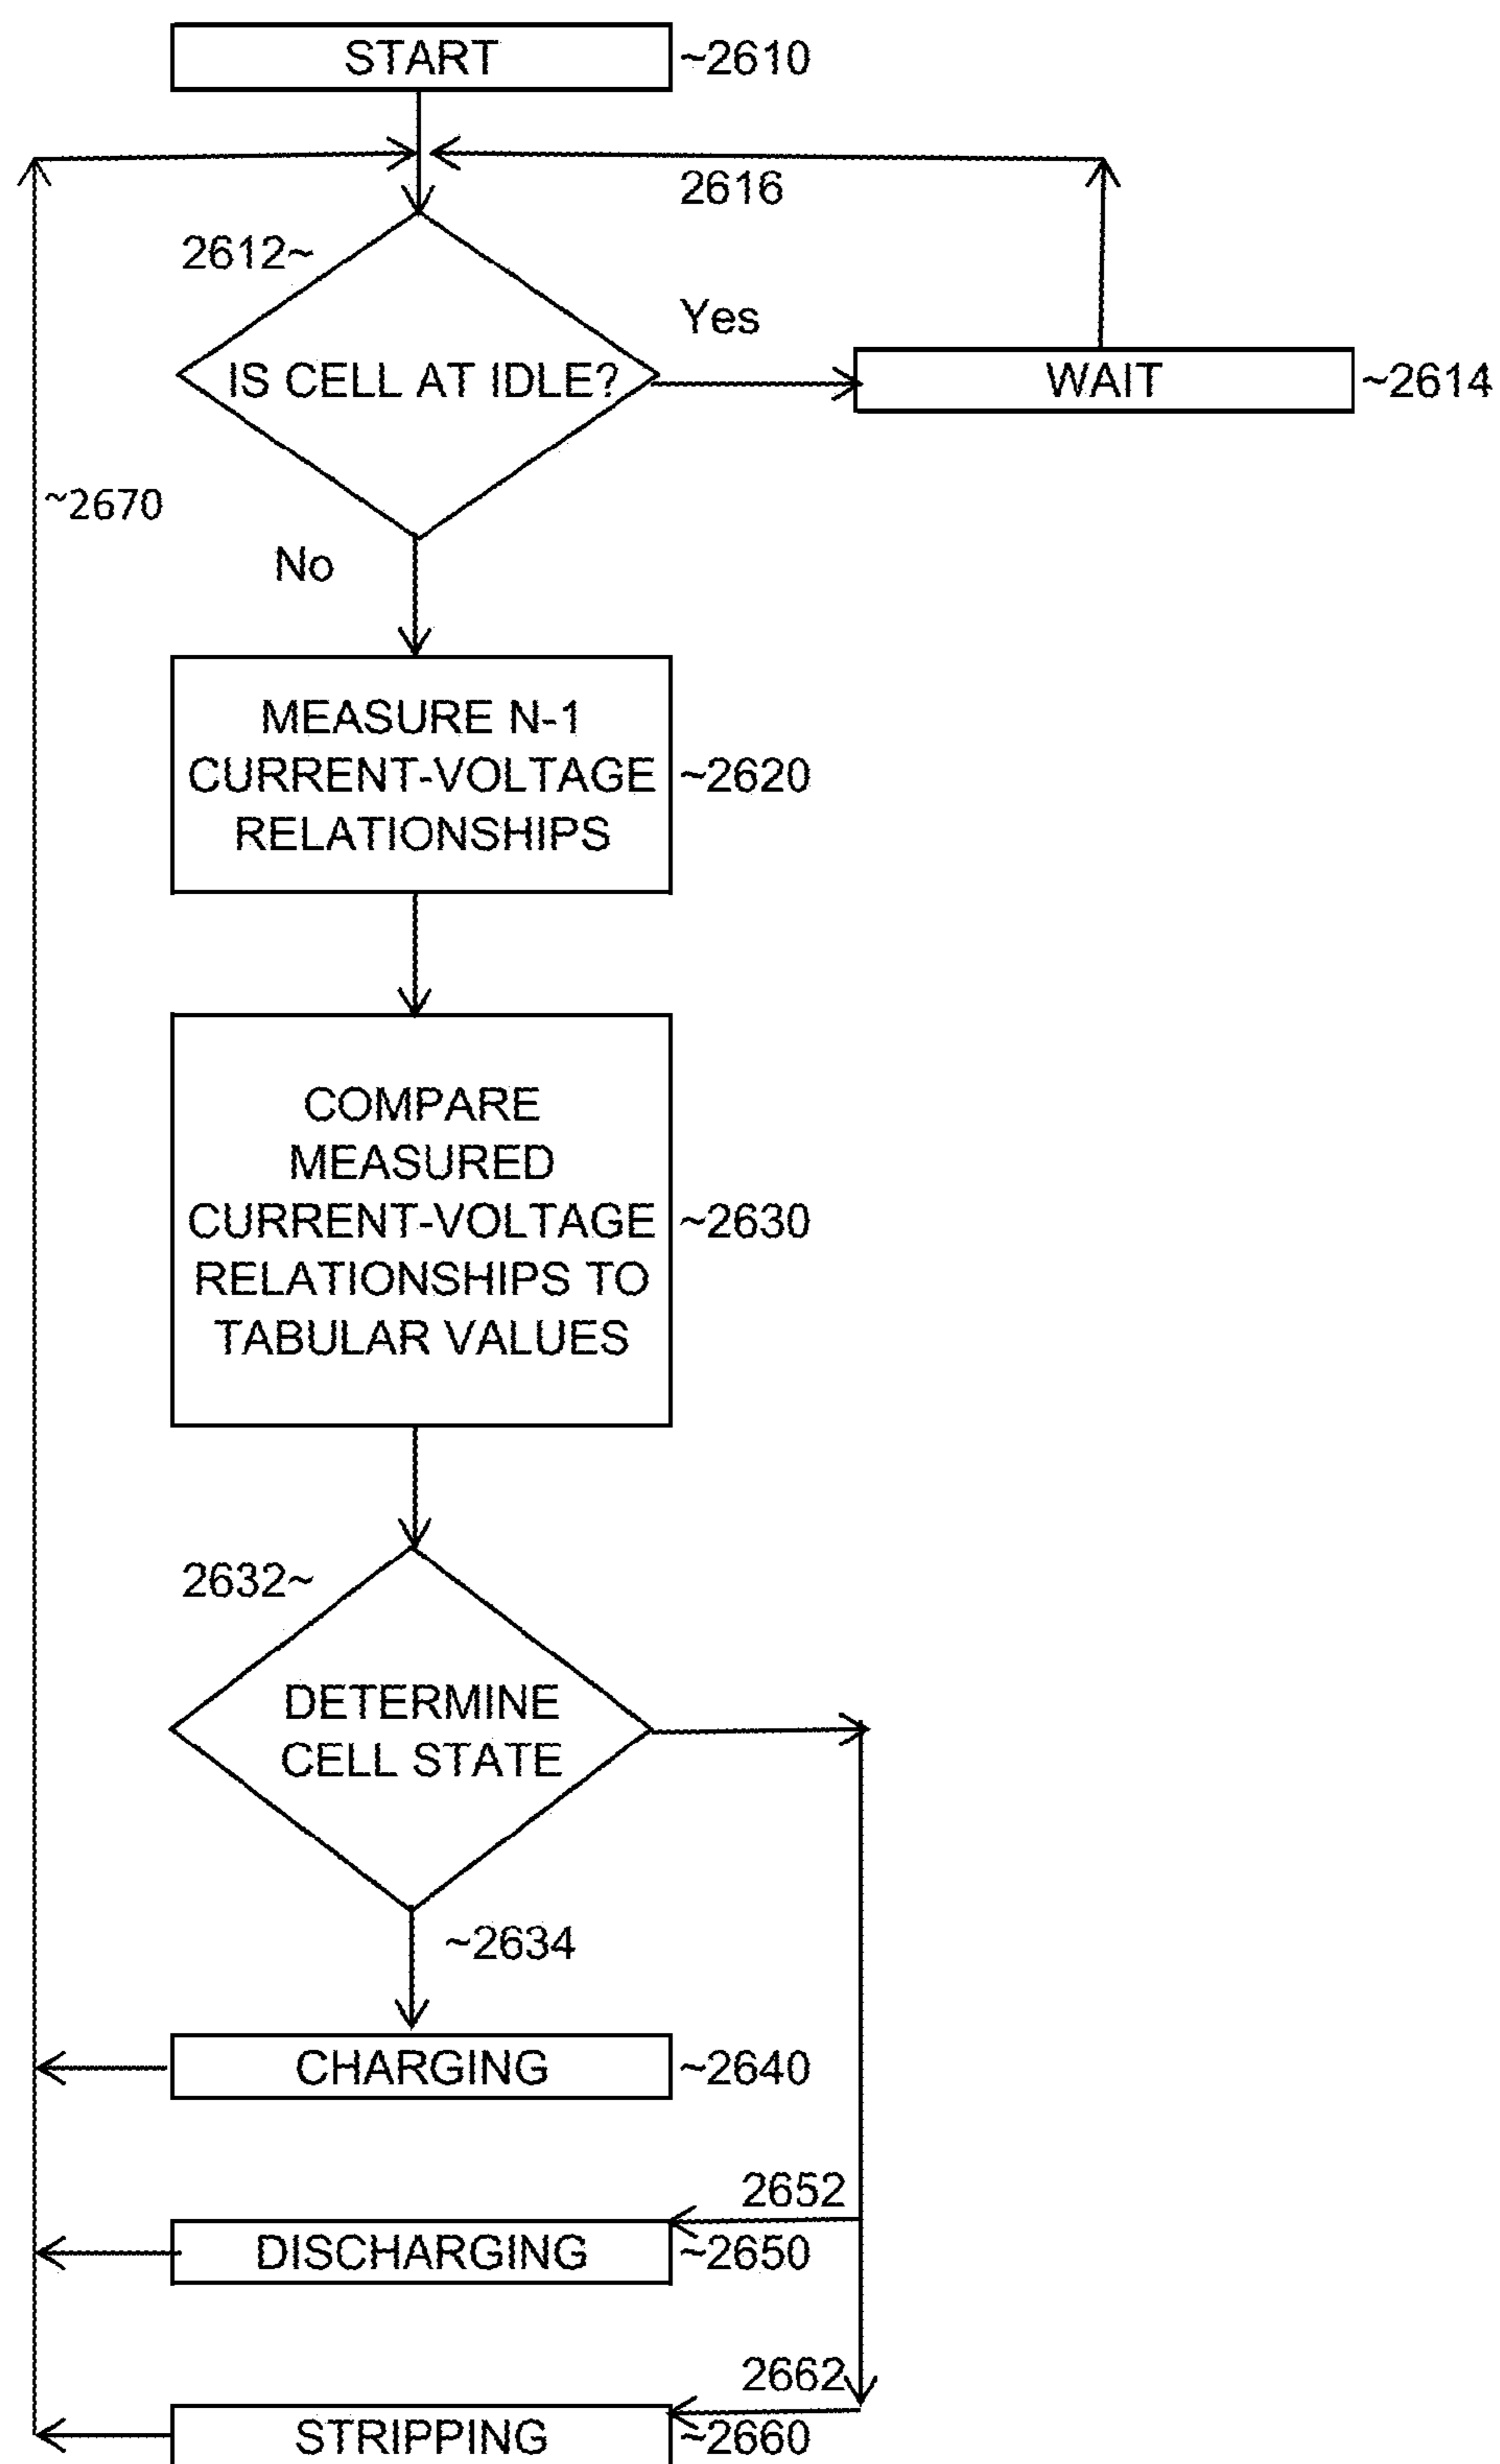 START ~2610
2616
2612~
Yes
IS CELL AT IDLE?
WAIT ~2614
~2670
No
MEASURE N-1
CURRENT-VOLTAGE ~2620
RELATIONSHIPS
COMPARE
MEASURED
CURRENT-VOLTAGE ~2630
RELATIONSHIPS TO
TABULAR VALUES
2632~
DETERMINE
CELL STATE
~2634
CHARGING ~2640
2652
DISCHARGING ~2650
2662
STRIPPING ~2660